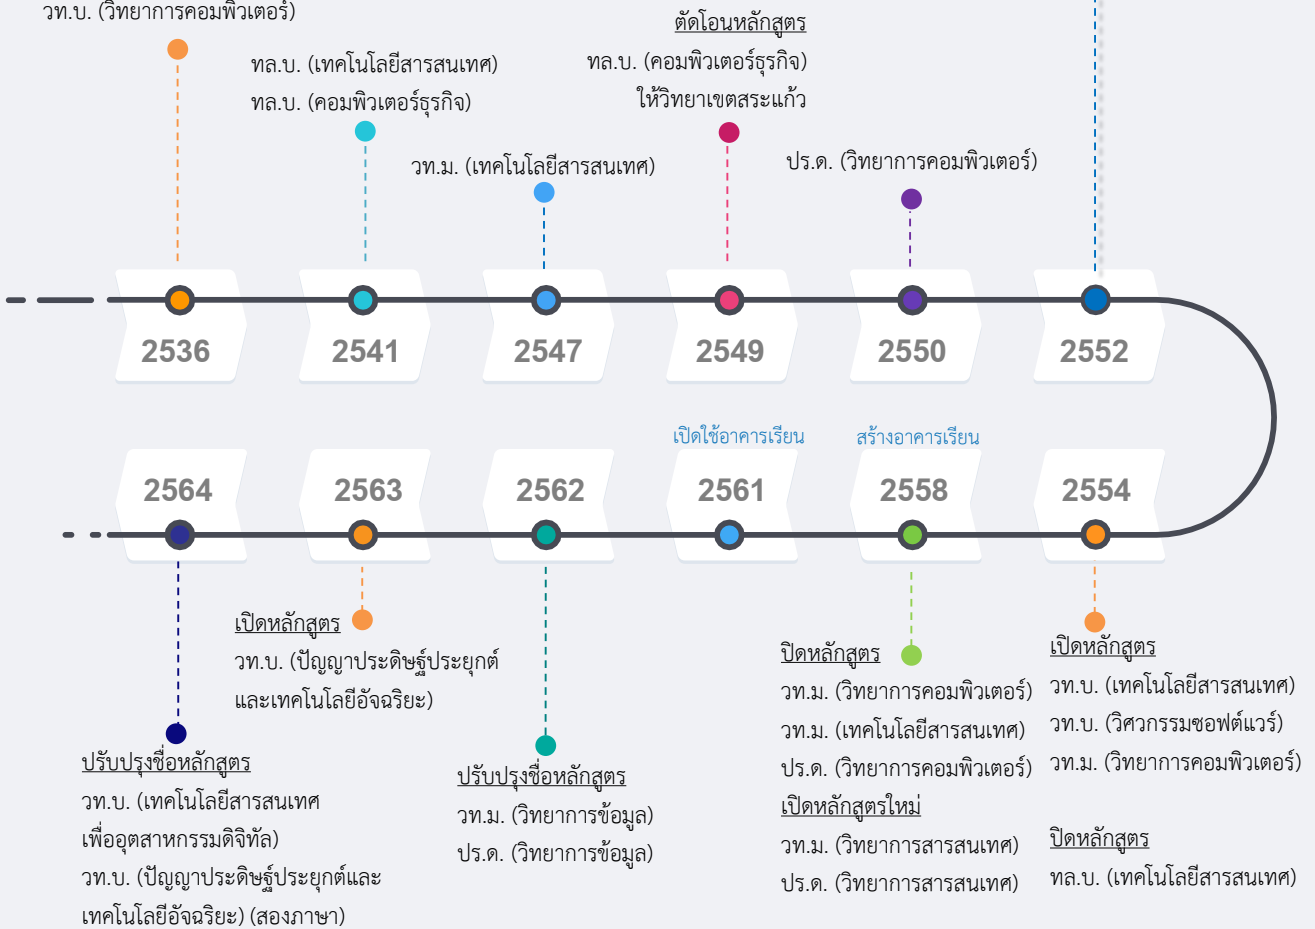 วท.บ. (วิทยาการคอมพิวเตอร์)
ทล.บ. (เทคโนโลยีสารสนเทศ)
ทล.บ. (คอมพิวเตอร์ธุรกิจ)
วท.ม. (เทคโนโลยีสารสนเทศ)
ตัดโอนหลักสูตร
ทล.บ. (คอมพิวเตอร์ธุรกิจ)
ให้วิทยาเขตสระแก้ว
ปร.ด. (วิทยาการคอมพิวเตอร์)
2536
2541
2547
2549
2550
2552
เปิดใช้อาคารเรียน
สร้างอาคารเรียน
2564
2563
2562
2561
2558
2554
ปรับปรุงชื่อหลักสูตร
วท.บ. (เทคโนโลยีสารสนเทศ
เพื่ออุตสาหกรรมดิจิทัล)
วท.บ. (ปัญญาประดิษฐ์ประยุกต์และ
เทคโนโลยีอัจฉริยะ) (สองภาษา)
เปิดหลักสูตร
วท.บ. (ปัญญาประดิษฐ์ประยุกต์
และเทคโนโลยีอัจฉริยะ)
ปรับปรุงชื่อหลักสูตร
วท.ม. (วิทยาการข้อมูล)
ปร.ด. (วิทยาการข้อมูล)
ปิดหลักสูตร
วท.ม. (วิทยาการคอมพิวเตอร์)
วท.ม. (เทคโนโลยีสารสนเทศ)
ปร.ด. (วิทยาการคอมพิวเตอร์)
เปิดหลักสูตรใหม่
วท.ม. (วิทยาการสารสนเทศ)
ปร.ด. (วิทยาการสารสนเทศ)
เปิดหลักสูตร
วท.บ. (เทคโนโลยีสารสนเทศ)
วท.บ. (วิศวกรรมซอฟต์แวร์)
วท.ม. (วิทยาการคอมพิวเตอร์)
ปิดหลักสูตร
ทล.บ. (เทคโนโลยีสารสนเทศ)